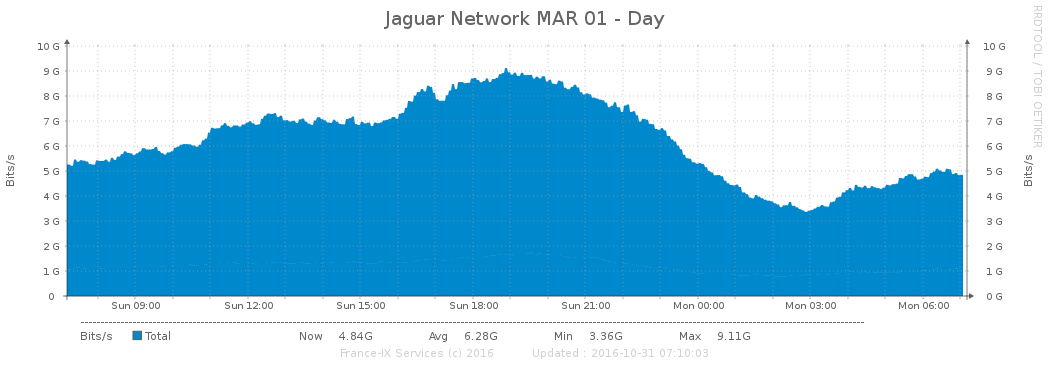 Jaguar Network MAR 01 - Day
RRDTOOL / TOBI OETIKER
Bits/s
10 G 10 G
9 G 9 G
8 G 8 G
7 G 7 G
6 G 6 G
5 G 5 G
4 G 4 G
3 G 3 G
2 G 2 G
1 G 1 G
0 0 G
Bits/s
Sun 09:00 Sun 12:00 Sun 15:00 Sun 18:00 Sun 21:00 Mon 00:00 Mon 03:00 Mon 06:00
Bits/s Total Now 4.84G Avg 6.28G Min 3.36G Max 9.11G
France-IX Services (c) 2016 Updated : 2016-10-31 07:10:03